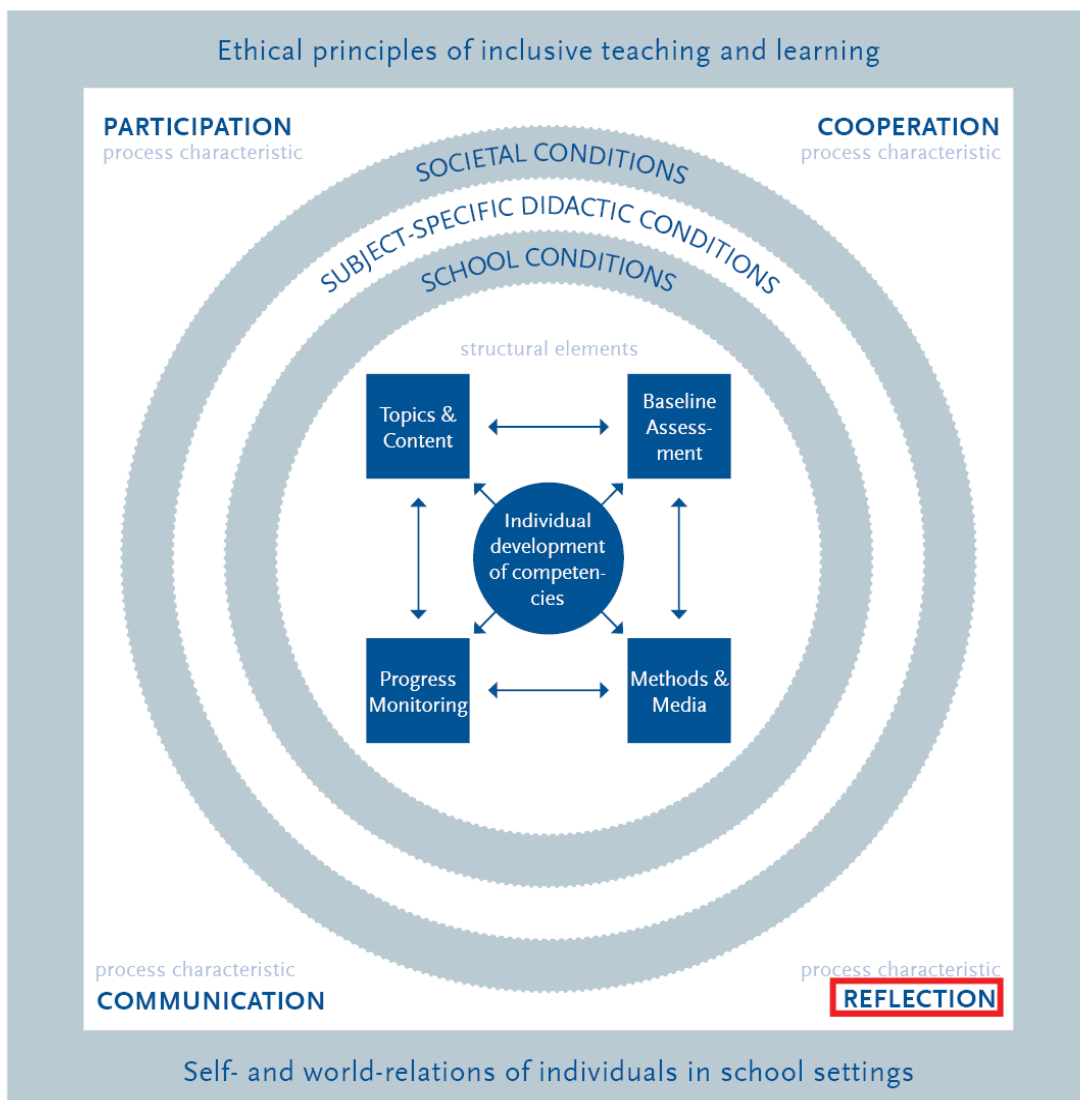 Ethical principles of inclusive teaching and learning
PARTICIPATION
process characteristic
COOPERATION
process characteristic
SOCIETAL CONDITIONS
SUBJECT-SPECIFIC DIDACTIC CONDITIONS
SCHOOL CONDITIONS
structural elements
Topics &
Content
Baseline
Assess-
ment
Individual
development
of competen-
cies
Progress
Monitoring
Methods &
Media
process characteristic
COMMUNICATION
process characteristic
REFLECTION
Self- and world-relations of individuals in school settings